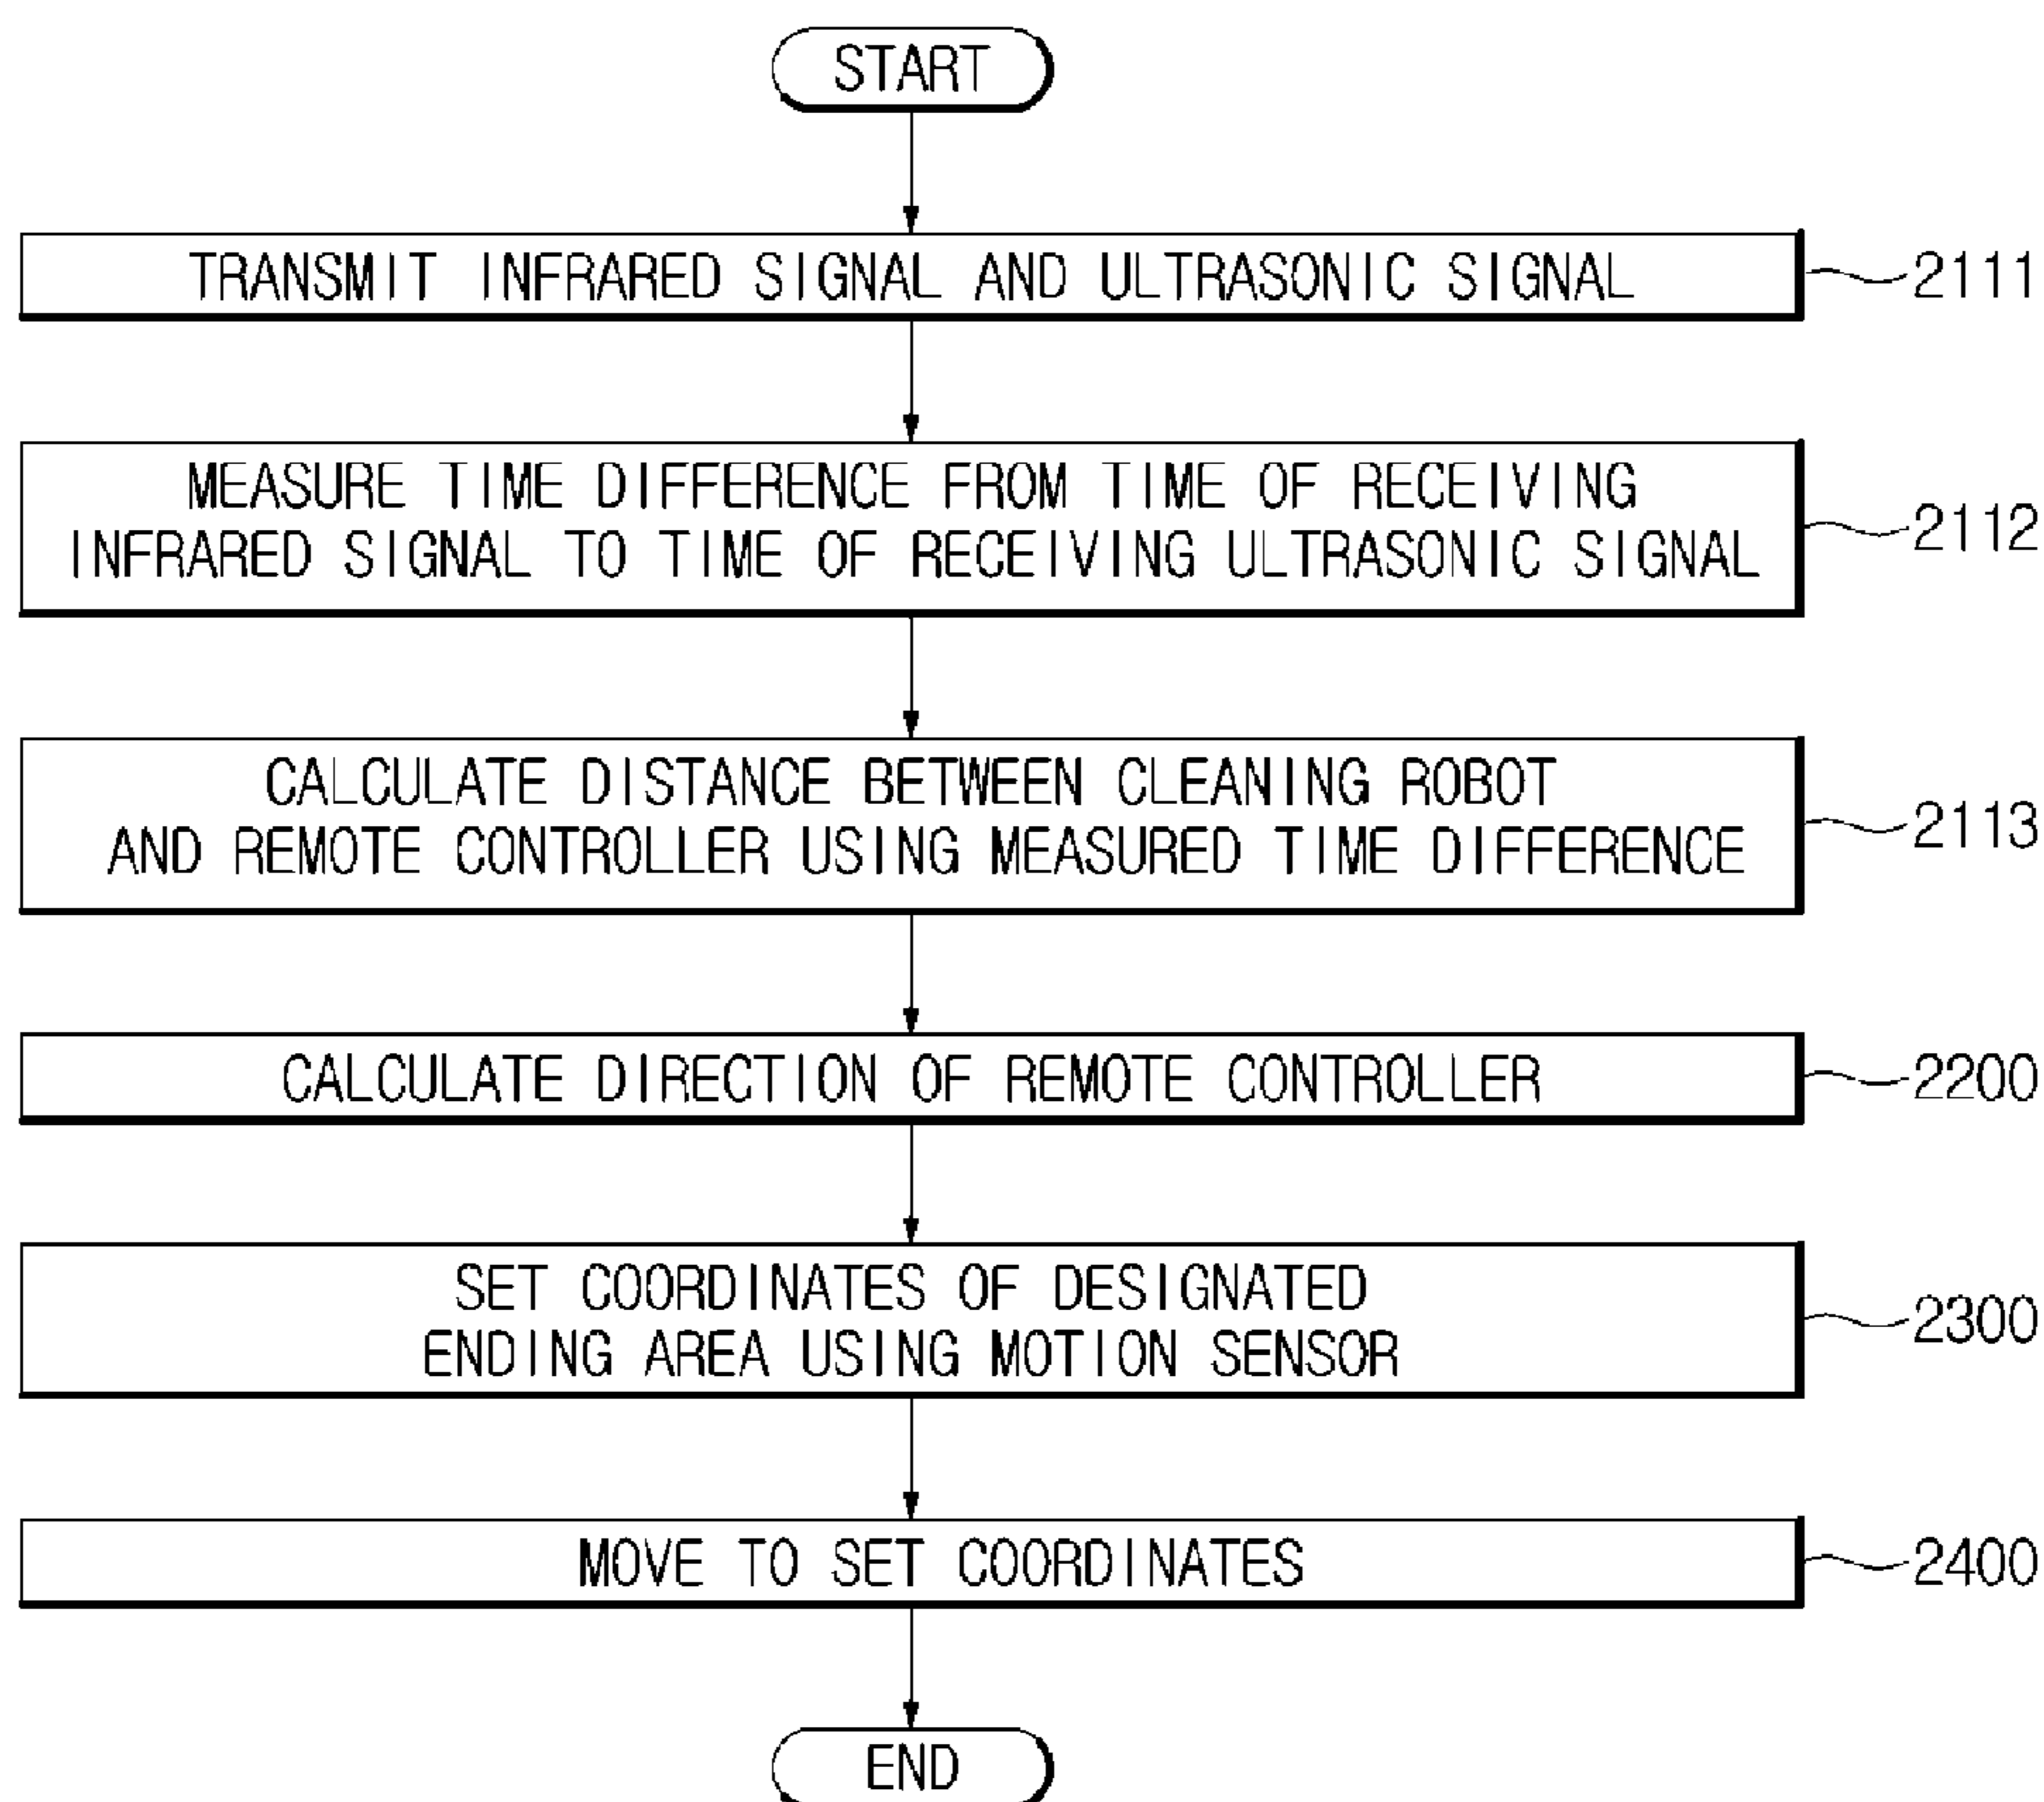 START
TRANSMIT INFRARED SIGNAL AND ULTRASONIC SIGNAL
2111
MEASURE TIME DIFFERENCE FROM TIME OF RECEIVING
INFRARED SIGNAL TO TIME OF RECEIVING ULTRASONIC SIGNAL
2112
CALCULATE DISTANCE BETWEEN CLEANING ROBOT
AND REMOTE CONTROLLER USING MEASURED TIME DIFFERENCE
2113
CALCULATE DIRECTION OF REMOTE CONTROLLER
2200
SET COORDINATES OF DESIGNATED
ENDING AREA USING MOTION SENSOR
2300
MOVE TO SET COORDINATES
2400
END